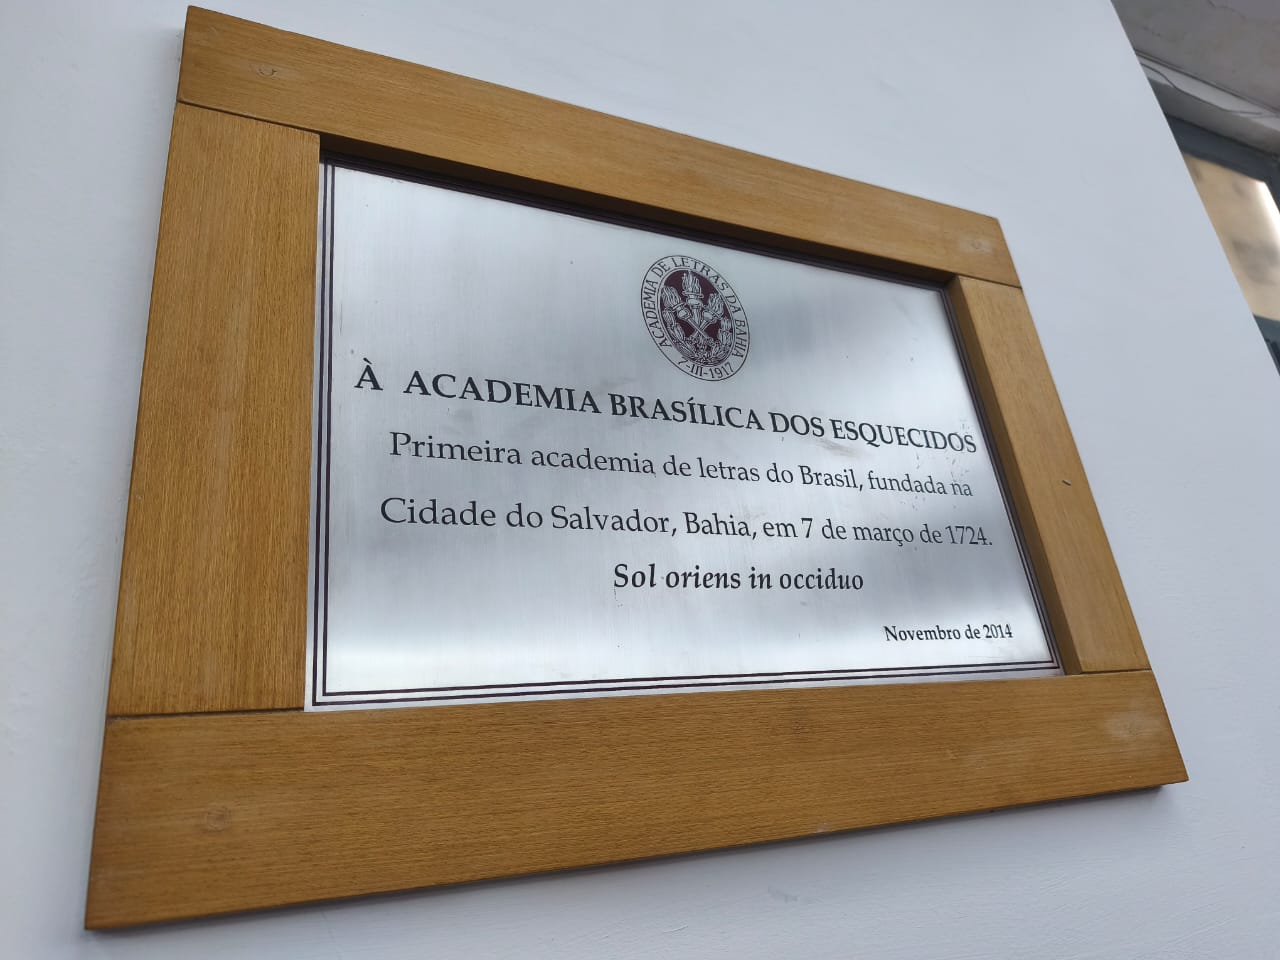 ACADEMIA DE LETRAS DA BAHIA
7-III-1917
À ACADEMIA BRASÍLICA DOS ESQUECIDOS
Primeira academia de letras do Brasil, fundada na
Cidade do Salvador, Bahia, em 7 de março de 1724.
Sol oriens in occiduo
Novembro de 2014